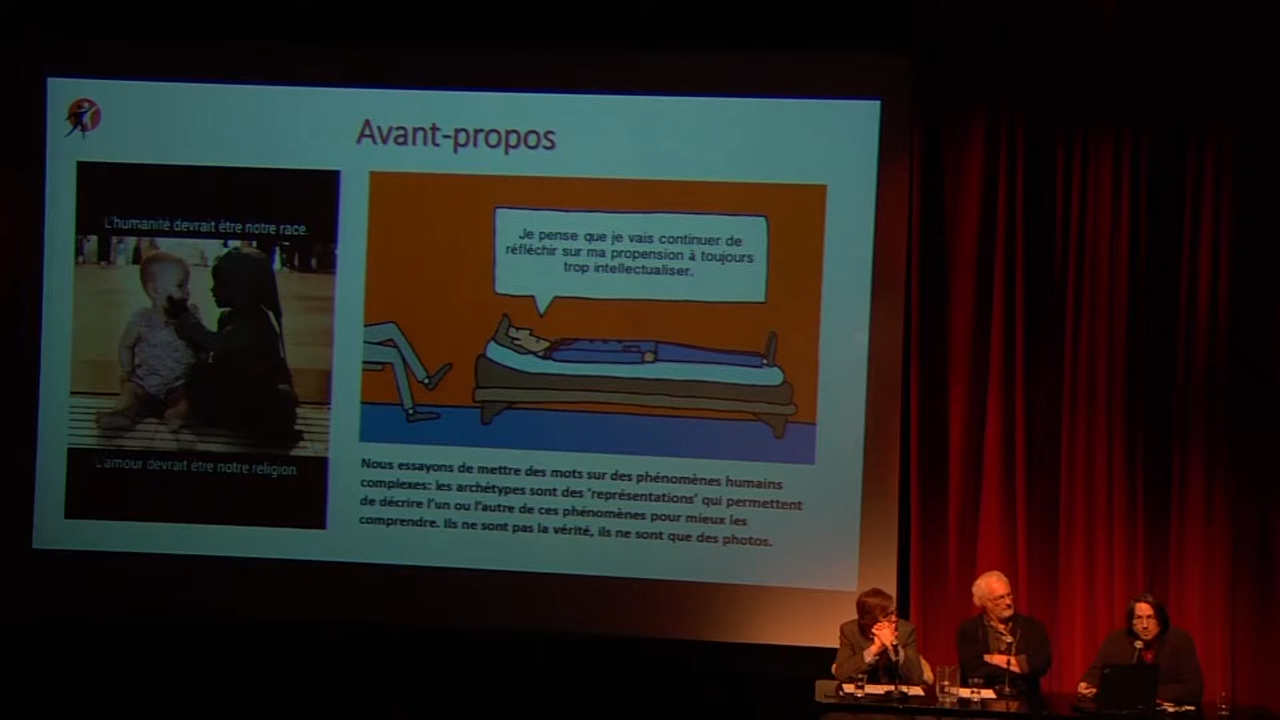 Avant-propos
L'humanité devrait être notre race.
L'amour devrait être notre religion.
Je pense que je vais continuer de
réfléchir sur ma propension à toujours
trop intellectualiser.
Nous essayons de mettre des mots sur des phénomènes humains
complexes: les archétypes sont des 'représentations' qui permettent
de décrire l'un ou l'autre de ces phénomènes pour mieux les
comprendre. Ils ne sont pas la vérité, ils ne sont que des photos.